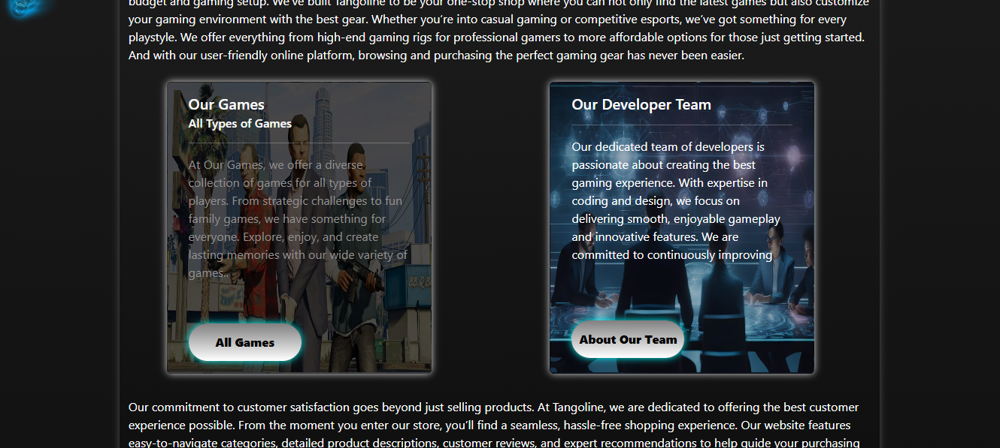 budget and gaming setup. We've built Tangoline to be your one-stop shop where you can not only find the latest games but also customize
your gaming environment with the best gear. Whether you're into casual gaming or competitive esports, we've got something for every
playstyle. We offer everything from high-end gaming rigs for professional gamers to more affordable options for those just getting started.
And with our user-friendly online platform, browsing and purchasing the perfect gaming gear has never been easier.
Our Games
All Types of Games
At Our Games, we offer a diverse
collection of games for all types of
players. From strategic challenges to fun
family games, we have something for
everyone. Explore, enjoy, and create
lasting memories with our wide variety of
games..
All Games
Our Developer Team
Our dedicated team of developers is
passionate about creating the best
gaming experience. With expertise in
coding and design, we focus on
delivering smooth, enjoyable gameplay
and innovative features. We are
committed to continuously improving
About Our Team
Our commitment to customer satisfaction goes beyond just selling products. At Tangoline, we are dedicated to offering the best customer
experience possible. From the moment you enter our store, you'll find a seamless, hassle-free shopping experience. Our website features
easy-to-navigate categories, detailed product descriptions, customer reviews, and expert recommendations to help guide your purchasing